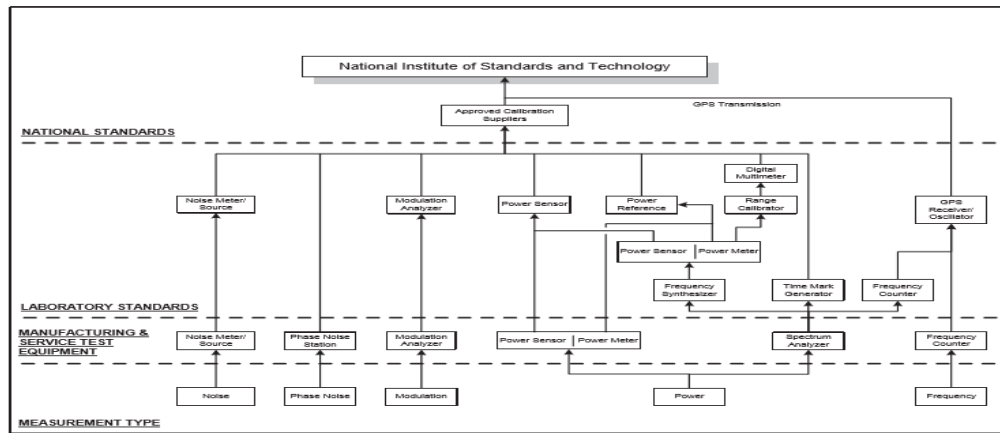 National Institute of Standards and Technology
GPS Transmission
Approved Calibration
Suppliers
NATIONAL STANDARDS
Digital
Multimeter
Noise Meter/
Source
Modulation
Analyzer
Power Sensor
Power
Reference
Range
Calibrator
GPS
Receiver/
Oscillator
Power Sensor
Power Meter
Frequency
Synthesizer
Time Mark
Generator
Frequency
Counter
LABORATORY STANDARDS
MANUFACTURING &
SERVICE TEST
EQUIPMENT
Noise Meter/
Source
Phase Noise
Station
Modulation
Analyzer
Power Sensor
Power Meter
Spectrum
Analyzer
Frequency
Counter
Noise
Phase Noise
Modulation
Power
Frequency
MEASUREMENT TYPE